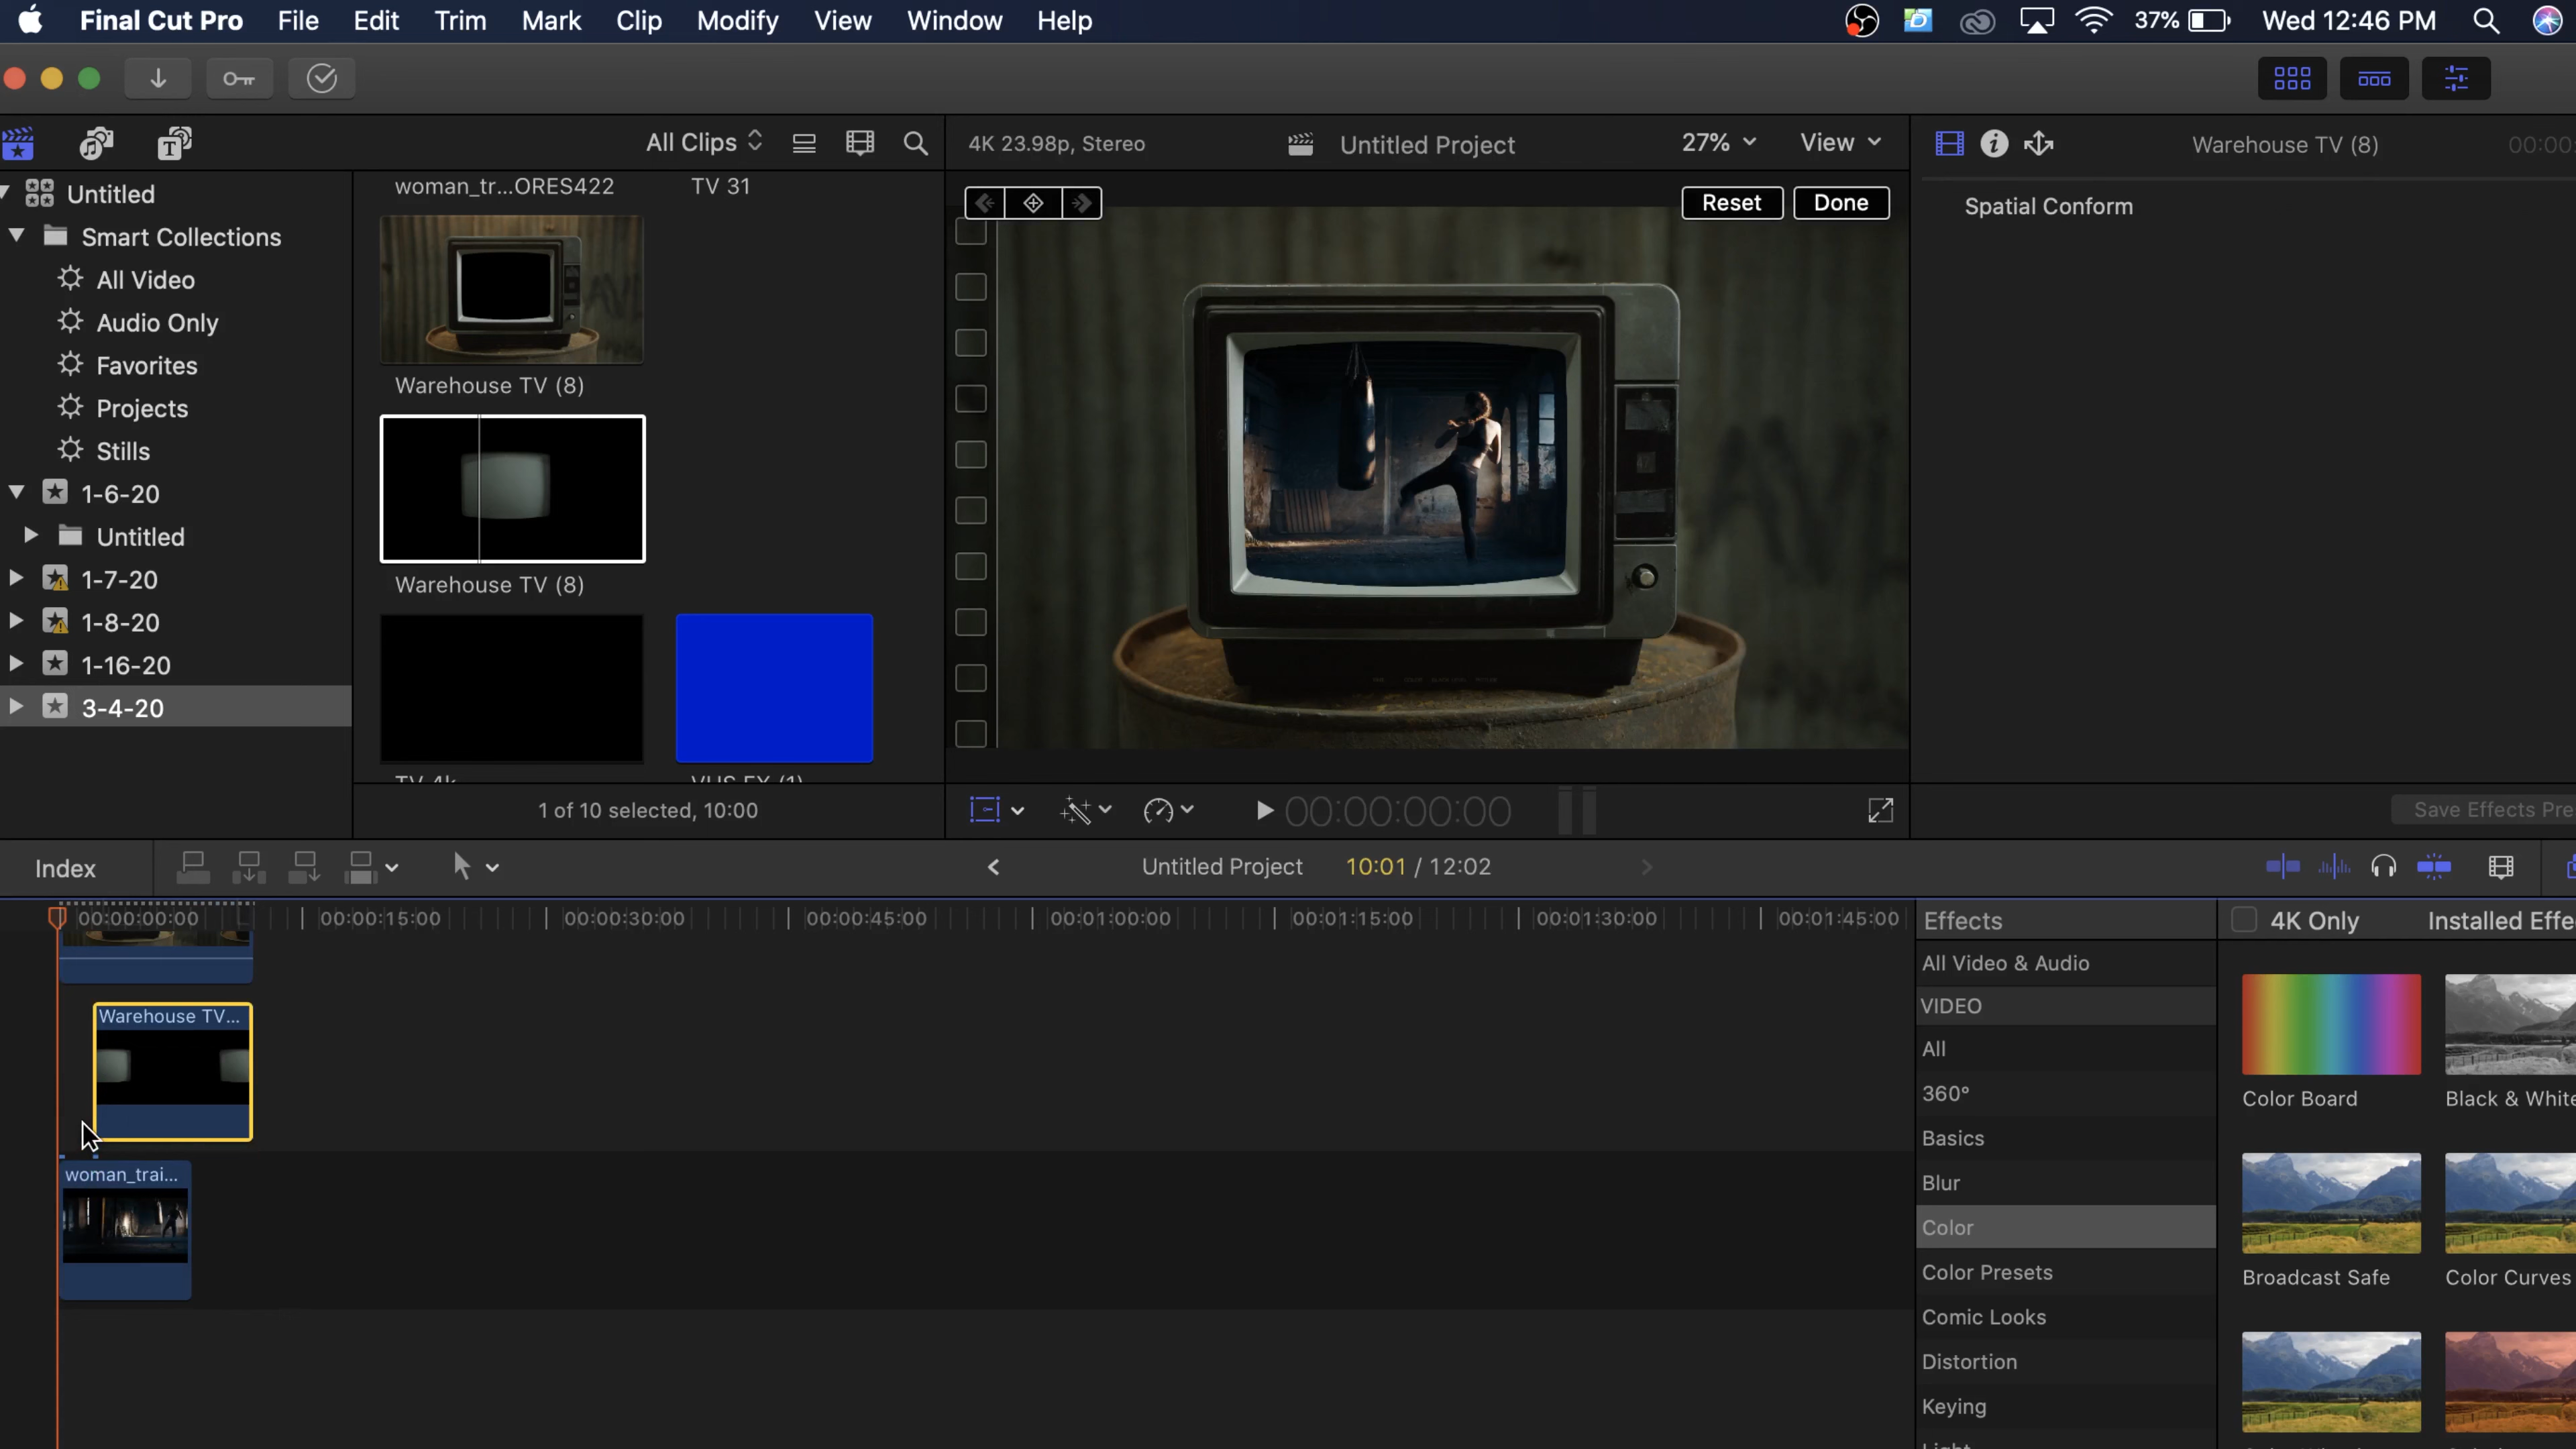 Final Cut Pro File Edit Trim Mark Clip Modify View Window Help 37% Wed 12:46 PM
All Clips
4K 23.98p, Stereo
Untitled Project
27%
View
Warehouse TV (8)
00:00:
Untitled
Smart Collections
All Video
Audio Only
Favorites
Projects
Stills
1-6-20
Untitled
1-7-20
1-8-20
1-16-20
3-4-20
woman_tr...ORES422
TV 31
Warehouse TV (8)
Warehouse TV (8)
TV 4k
VHS FX (1)
1 of 10 selected, 10:00
Reset
Done
00:00:00:00
Spatial Conform
Save Effects Pre
Index
Untitled Project
10:01 / 12:02
00:00:00:00 00:00:15:00 00:00:30:00 00:00:45:00 00:01:00:00 00:01:15:00 00:01:30:00 00:01:45:00
Warehouse TV...
woman_trai...
Effects
4K Only
Installed Effe
All Video & Audio
VIDEO
All
360°
Basics
Blur
Color
Color Presets
Comic Looks
Distortion
Keying
Light
Color Board
Black & White
Broadcast Safe
Color Curves